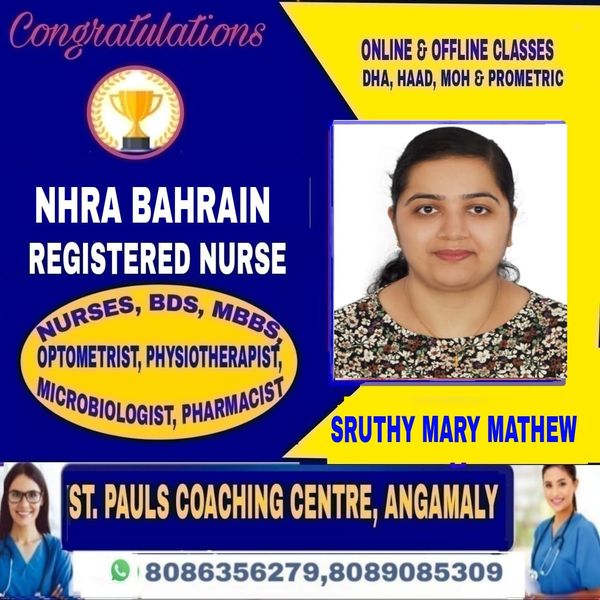 Congratulations
ONLINE & OFFLINE CLASSES
DHA, HAAD, MOH & PROMETRIC
NHRA BAHRAIN
REGISTERED NURSE
NURSES, BDS, MBBS,
OPTOMETRIST, PHYSIOTHERAPIST,
MICROBIOLOGIST, PHARMACIST
SRUTHY MARY MATHEW
ST. PAULS COACHING CENTRE, ANGAMALY
8086356279,8089085309